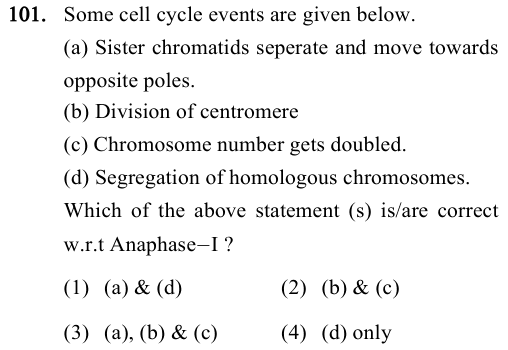 101. Some cell cycle events are given below.
(a) Sister chromatids seperate and move towards
opposite poles.
(b) Division of centromere
(c) Chromosome number gets doubled.
(d) Segregation of homologous chromosomes.
Which of the above statement (s) is/are correct
w.r.t Anaphase–I ?
(1) (a) & (d) (2) (b) & (c)
(3) (a), (b) & (c) (4) (d) only